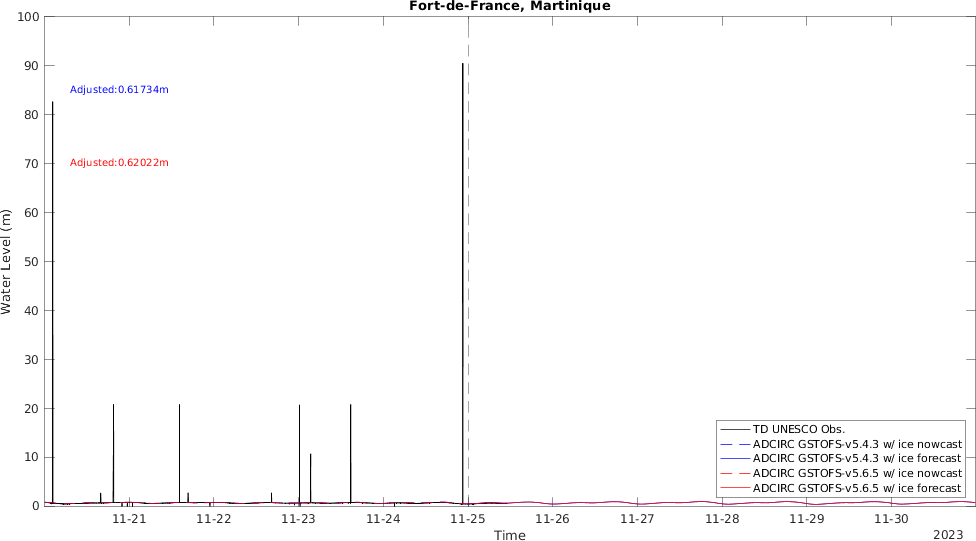 Fort-de-France, Martinique
100
90
80
70
60
50
40
30
20
10
0
Water Level (m)
Adjusted:0.61734m
Adjusted:0.62022m
TD UNESCO Obs.
ADCIRC GSTOFS-v5.4.3 w/ ice nowcast
ADCIRC GSTOFS-v5.4.3 w/ ice forecast
ADCIRC GSTOFS-v5.6.5 w/ ice nowcast
ADCIRC GSTOFS-v5.6.5 w/ ice forecast
11-21 11-22 11-23 11-24 11-25 11-26 11-27 11-28 11-29 11-30
Time
2023